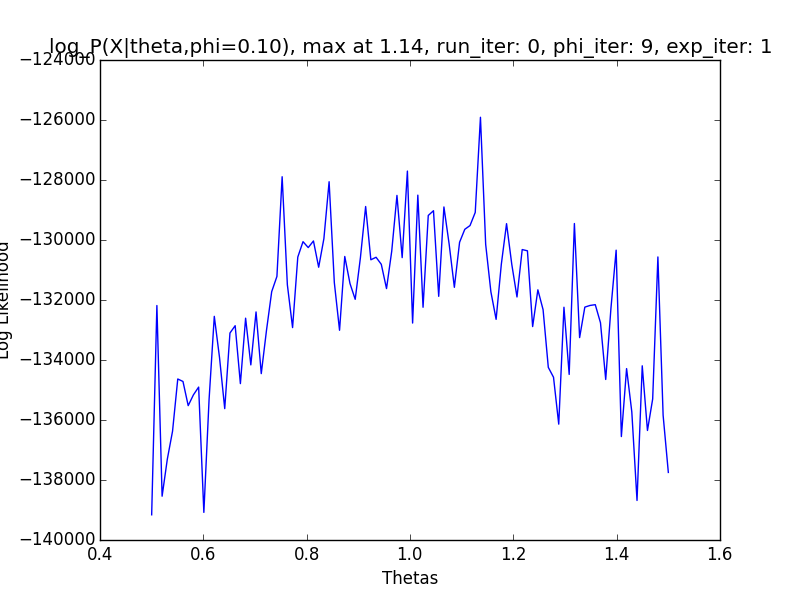 log_P(X|theta,phi=0.10), max at 1.14, run_iter: 0, phi_iter: 9, exp_iter: 1
−124000
−126000
−128000
−130000
−132000
−134000
−136000
−138000
−140000
Log Likelihood
0.4 0.6 0.8 1.0 1.2 1.4 1.6
Thetas